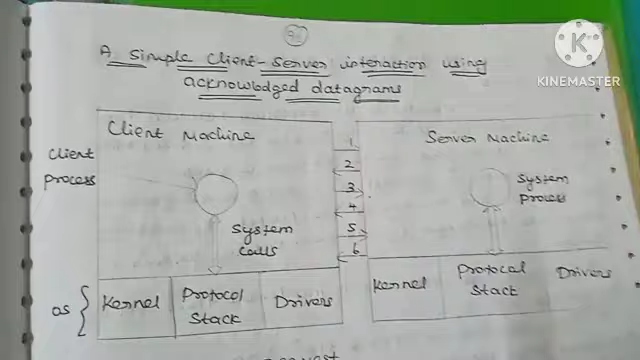 A Simple Client-Server interaction using
acknowledged datagrams
K
KINEMASTER
Client Machine
Server Machine
Client
process
1
2
3
4
5
6
System
calls
System
process
os
Kernel
Protocol
Stack
Drivers
Kernel
Protocol
Stack
Drivers